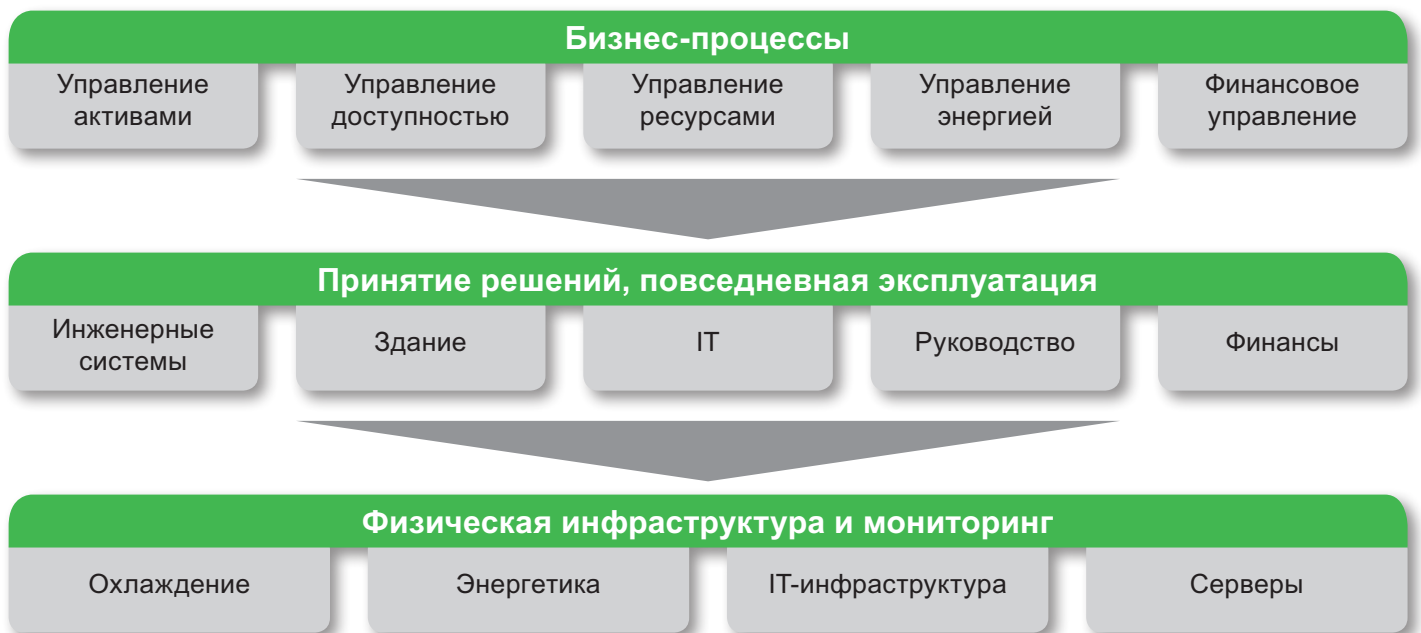 Бизнес-процессы
Управление
активами
Управление
доступностью
Управление
ресурсами
Управление
энергией
Финансовое
управление
Принятие решений, повседневная эксплуатация
Инженерные
системы
Здание
IT
Руководство
Финансы
Физическая инфраструктура и мониторинг
Охлаждение
Энергетика
IT-инфраструктура
Серверы